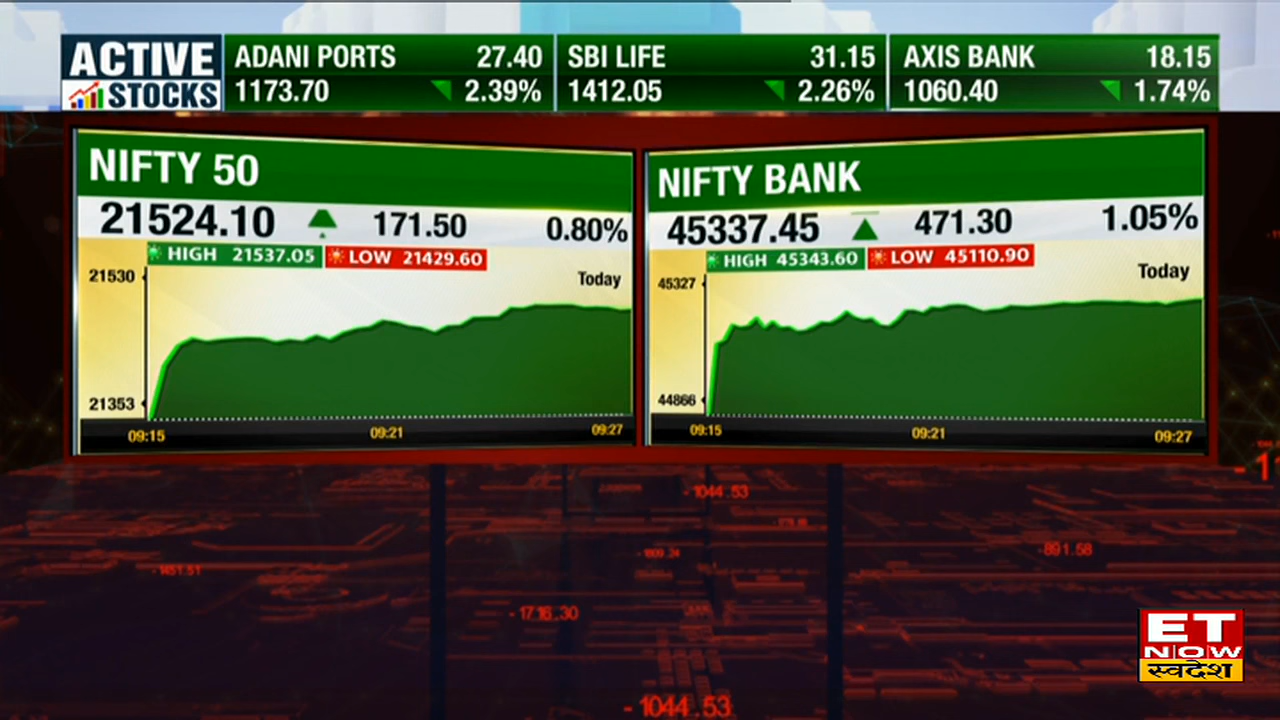 ACTIVE STOCKS
ADANI PORTS 27.40
1173.70 2.39%
SBI LIFE 31.15
1412.05 2.26%
AXIS BANK 18.15
1060.40 1.74%
NIFTY 50
21524.10 171.50 0.80%
HIGH 21537.05 LOW 21429.60
Today
21530
21353
09:15 09:21 09:27
NIFTY BANK
45337.45 471.30 1.05%
HIGH 45343.60 LOW 45110.90
Today
45327
44866
09:15 09:21 09:27
-1044.53
-891.58
-1451.51
-1716.30
-1044.53
ET
NOW
स्वदेश